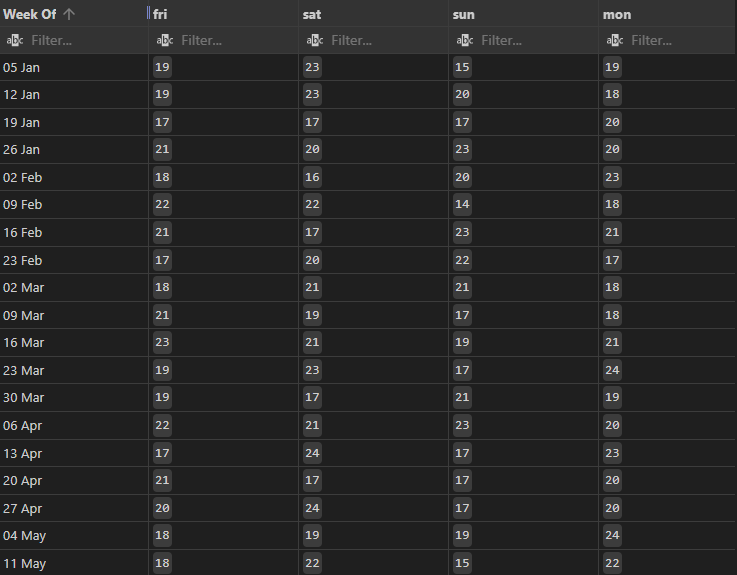 Week Of fri sat sun mon
abc Filter... abc Filter... abc Filter... abc Filter... abc Filter...
05 Jan 19 23 15 19
12 Jan 19 23 20 18
19 Jan 17 17 17 20
26 Jan 21 20 23 20
02 Feb 18 16 20 23
09 Feb 22 22 14 18
16 Feb 21 17 23 21
23 Feb 17 20 22 17
02 Mar 18 21 21 18
09 Mar 21 19 17 18
16 Mar 23 21 19 21
23 Mar 19 23 17 24
30 Mar 19 17 21 19
06 Apr 22 21 23 20
13 Apr 17 24 17 23
20 Apr 21 17 17 20
27 Apr 20 24 17 20
04 May 18 19 19 24
11 May 18 22 15 22